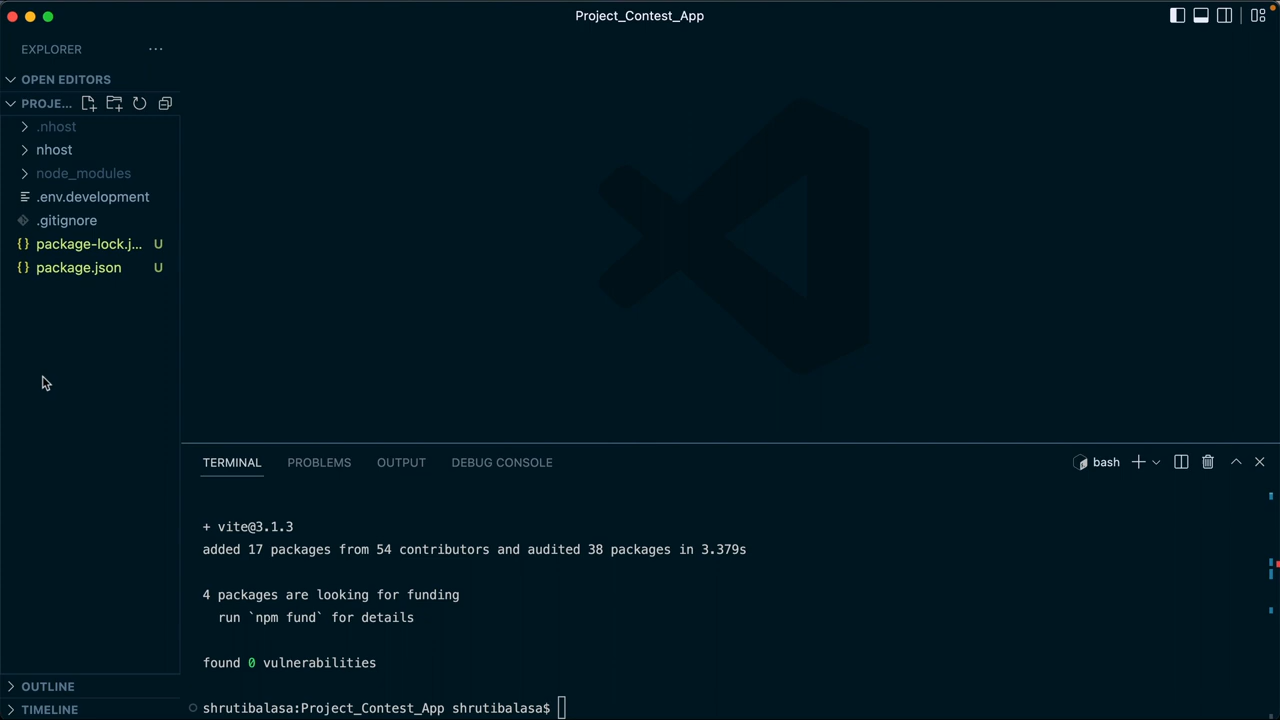 Project_Contest_App
EXPLORER
OPEN EDITORS
PROJE...
.nhost
nhost
node_modules
.env.development
.gitignore
package-lock.j... U
package.json U
TERMINAL PROBLEMS OUTPUT DEBUG CONSOLE bash
+ vite@3.1.3
added 17 packages from 54 contributors and audited 38 packages in 3.379s
4 packages are looking for funding
run `npm fund` for details
found 0 vulnerabilities
shrutibalasa:Project_Contest_App shrutibalasa$
OUTLINE
TIMELINE